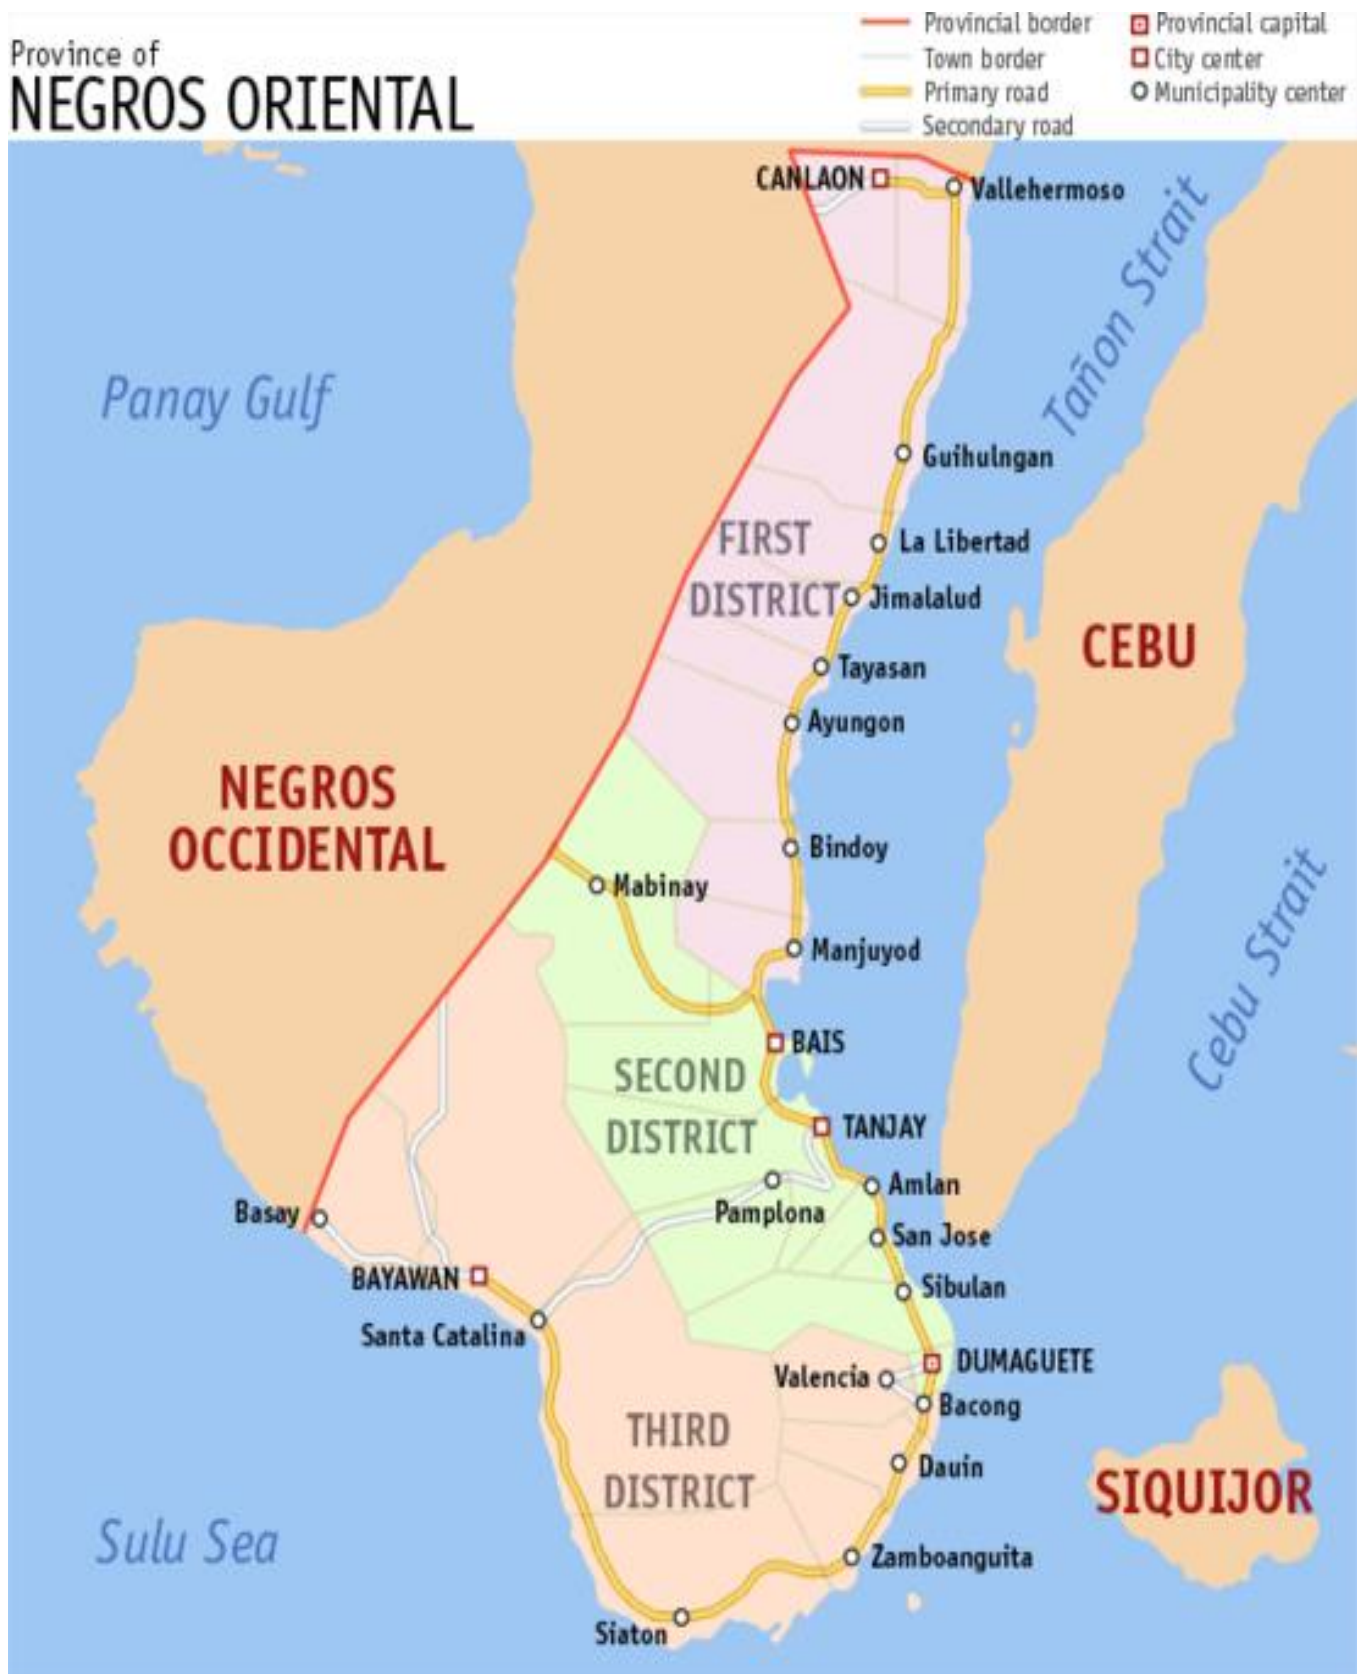 Province of
NEGROS ORIENTAL
Provincial border
Town border
Primary road
Secondary road
Provincial capital
City center
Municipality center
CANLAON
Vallehermoso
Tañon Strait
Panay Gulf
Guihulngan
FIRST
DISTRICT
La Libertad
Jimalalud
CEBU
Tayasan
Ayungon
NEGROS
OCCIDENTAL
Bindoy
Mabinay
Manjuyod
Cebu Strait
BAIS
SECOND
DISTRICT
TANJAY
Amlan
Pamplona
Basay
San Jose
BAYAWAN
Sibulan
Santa Catalina
DUMAGUETE
Valencia
Bacong
THIRD
DISTRICT
Dauin
SIQUIJOR
Sulu Sea
Zamboanguita
Siaton